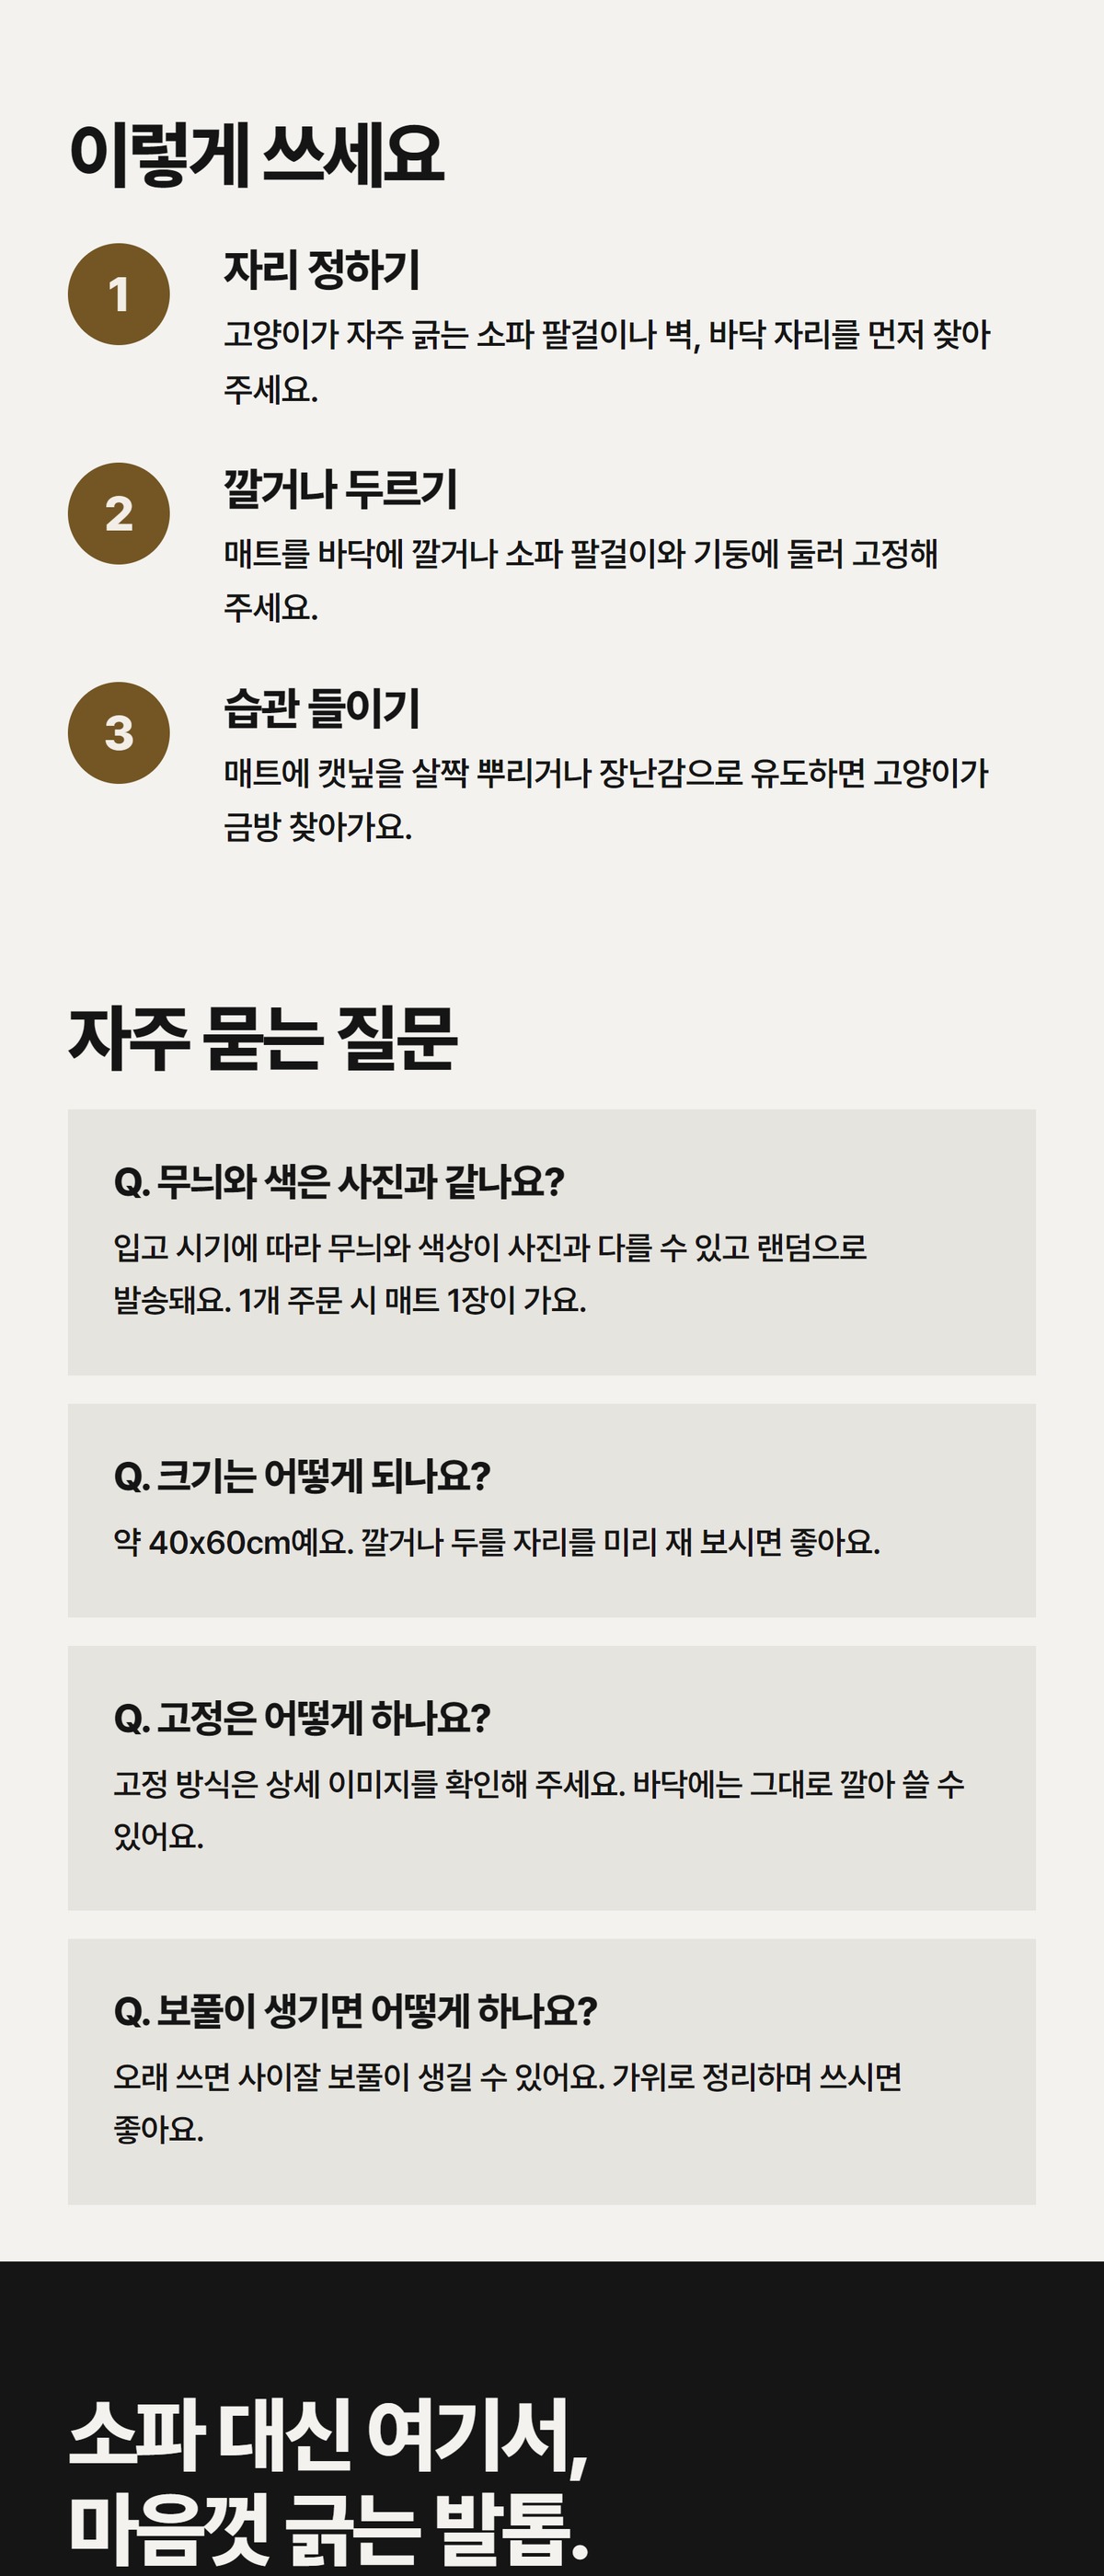 이렇게 쓰세요
1
자리 정하기
고양이가 자주 긁는 소파 팔걸이나 벽, 바닥 자리를 먼저 찾아
주세요.
2
깔거나 두르기
매트를 바닥에 깔거나 소파 팔걸이와 기둥에 둘러 고정해
주세요.
3
습관 들이기
매트에 캣닢을 살짝 뿌리거나 장난감으로 유도하면 고양이가
금방 찾아가요.
자주 묻는 질문
Q. 무늬와 색은 사진과 같나요?
입고 시기에 따라 무늬와 색상이 사진과 다를 수 있고 랜덤으로
발송돼요. 1개 주문 시 매트 1장이 가요.
Q. 크기는 어떻게 되나요?
약 40x60cm예요. 깔거나 두를 자리를 미리 재 보시면 좋아요.
Q. 고정은 어떻게 하나요?
고정 방식은 상세 이미지를 확인해 주세요. 바닥에는 그대로 깔아 쓸 수
있어요.
Q. 보풀이 생기면 어떻게 하나요?
오래 쓰면 사이잘 보풀이 생길 수 있어요. 가위로 정리하며 쓰시면
좋아요.
소파 대신 여기서,
마음껏 긁는 발톱.